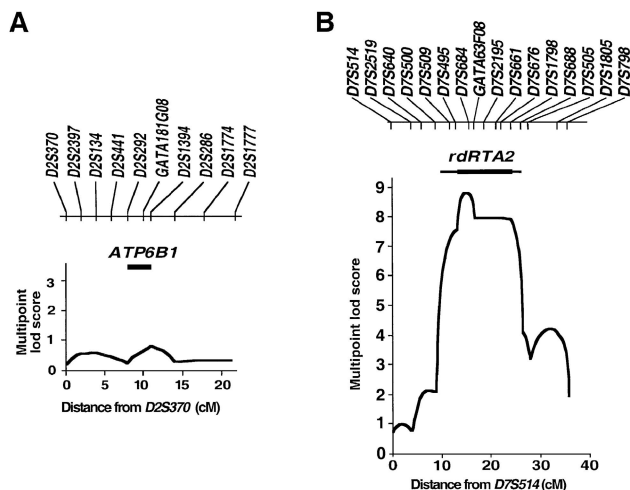 A
D2S370
D2S2397
D2S134
D2S441
D2S292
GATA181G08
D2S1394
D2S286
D2S1774
D2S1777
ATP6B1
Multipoint
lod score
3
2
1
0
0 5 10 15 20
Distance from D2S370 (cM)
B
D7S514
D7S2519
D7S640
D7S500
D7S509
D7S495
D7S684
GATA63F08
D7S2195
D7S661
D7S676
D7S1798
D7S688
D7S505
D7S1805
D7S798
rdRTA2
Multipoint lod score
9
8
7
6
5
4
3
2
1
0
0 10 20 30 40
Distance from D7S514 (cM)